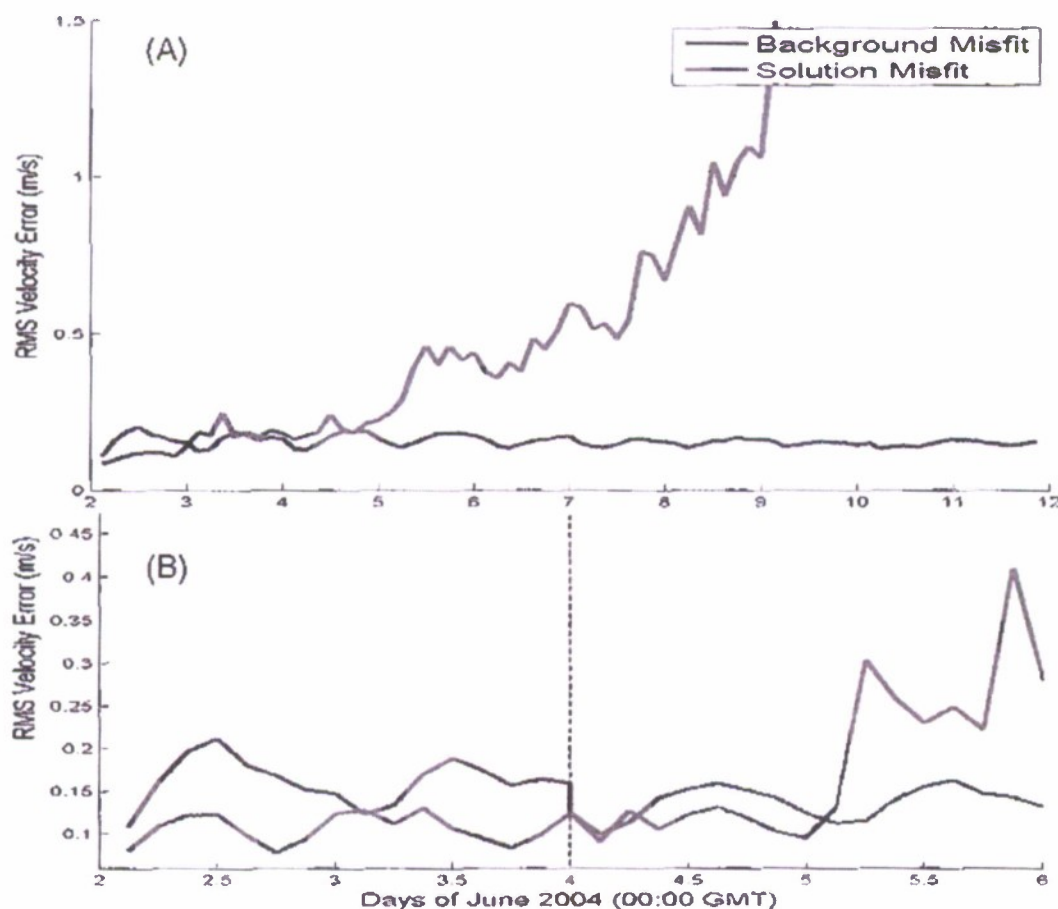 (A)
Background Misfit
Solution Misfit
RMS Velocity Error (m/s)
1.5
1
0.5
0
2 3 4 5 6 7 8 9 10 11 12
(B)
RMS Velocity Error (m/s)
0.45
0.4
0.35
0.3
0.25
0.2
0.15
0.1
2 2.5 3 3.5 4 4.5 5 5.5 6
Days of June 2004 (00:00 GMT)